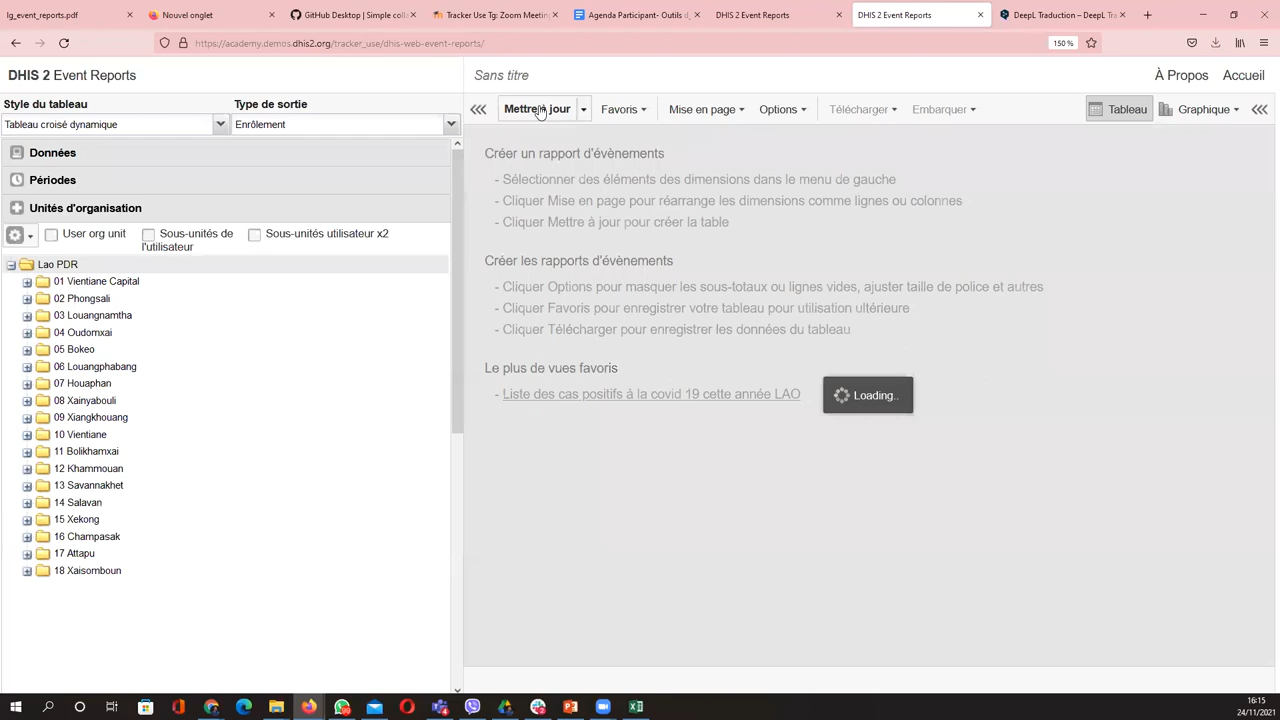 lg_event_reports.pdf
Nouvel onglet
GitHub Desktop | Simple colla
Tracker Use Tg: Zoom Meeting
Agenda Participant- Outils d
DHIS 2 Event Reports
DHIS 2 Event Reports
DeepL Traduction – DeepL Tra
https://academy.demos.dhis2.org/tracker_use/dhis-web-event-reports/
150 %
DHIS 2 Event Reports
Sans titre
À Propos
Accueil
Style du tableau
Type de sortie
Mettre à jour
Favoris
Mise en page
Options
Télécharger
Embarquer
Tableau
Graphique
Tableau croisé dynamique
Enrôlement
Données
Périodes
Unités d'organisation
User org unit
Sous-unités de l'utilisateur
Sous-unités utilisateur x2
Lao PDR
01 Vientiane Capital
02 Phongsali
03 Louangnamtha
04 Oudomxai
05 Bokeo
06 Louangphabang
07 Houaphan
08 Xainyabouli
09 Xiangkhouang
10 Vientiane
11 Bolikhamxai
12 Khammouan
13 Savannakhet
14 Salavan
15 Xekong
16 Champasak
17 Attapu
18 Xaisomboun
Créer un rapport d'évènements
- Sélectionner des éléments des dimensions dans le menu de gauche
- Cliquer Mise en page pour réarrange les dimensions comme lignes ou colonnes
- Cliquer Mettre à jour pour créer la table
Créer les rapports d'évènements
- Cliquer Options pour masquer les sous-totaux ou lignes vides, ajuster taille de police et autres
- Cliquer Favoris pour enregistrer votre tableau pour utilisation ultérieure
- Cliquer Télécharger pour enregistrer les données du tableau
Le plus de vues favoris
- Liste des cas positifs à la covid 19 cette année LAO
Loading..
16:15
24/11/2021